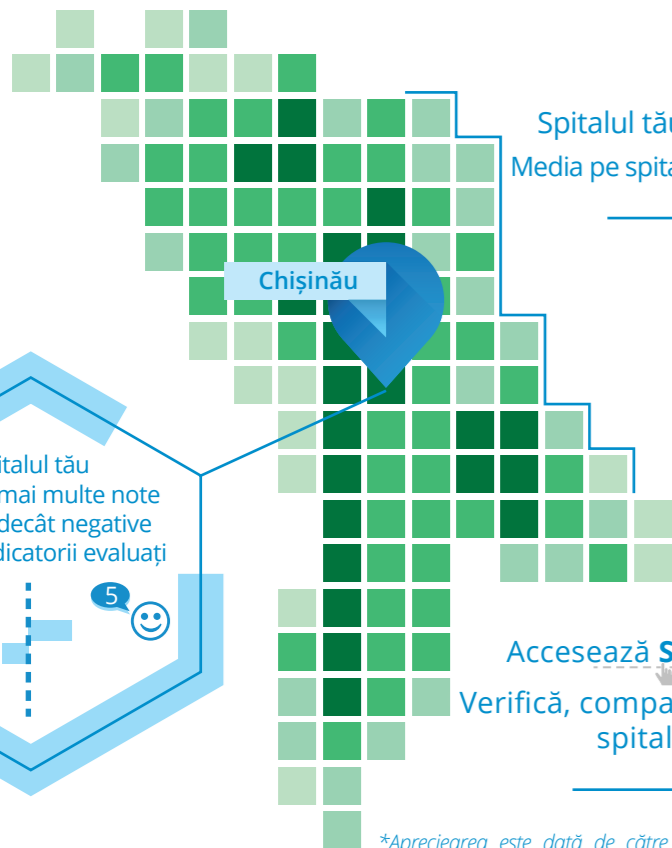 Spitalul tău
Media pe spita
Chișinău
italul tău
mai multe note
decât negative
dicatorii evaluați
5
Accesează S
Verifică, compa
spital
*Aprecierea este dată de către